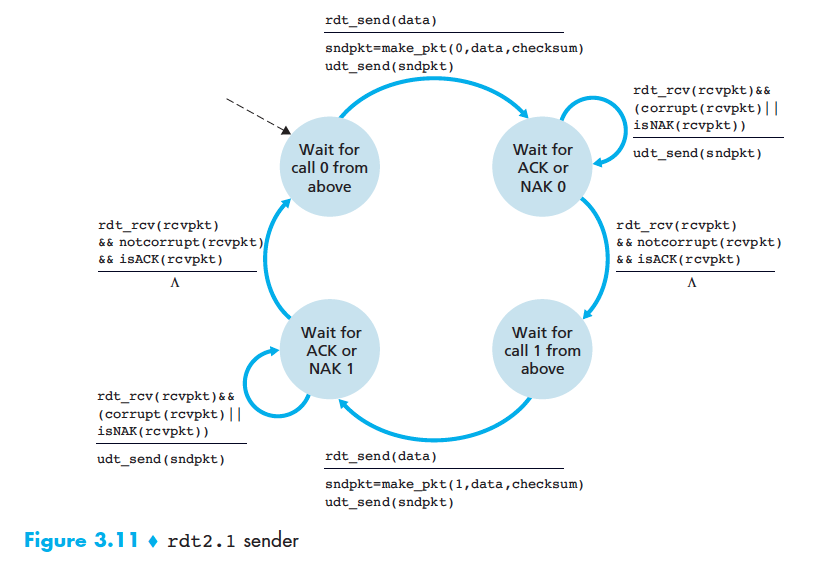 rdt_send(data)
sndpkt=make_pkt(0,data,checksum)
udt_send(sndpkt)
rdt_rcv(rcvpkt)&&
(corrupt(rcvpkt)||
isNAK(rcvpkt))
udt_send(sndpkt)
Wait for
call 0 from
above
Wait for
ACK or
NAK 0
rdt_rcv(rcvpkt)
&& notcorrupt(rcvpkt)
&& isACK(rcvpkt)
Λ
rdt_rcv(rcvpkt)
&& notcorrupt(rcvpkt)
&& isACK(rcvpkt)
Λ
Wait for
ACK or
NAK 1
Wait for
call 1 from
above
rdt_rcv(rcvpkt)&&
(corrupt(rcvpkt)||
isNAK(rcvpkt))
udt_send(sndpkt)
rdt_send(data)
sndpkt=make_pkt(1,data,checksum)
udt_send(sndpkt)
Figure 3.11 ♦ rdt2.1 sender